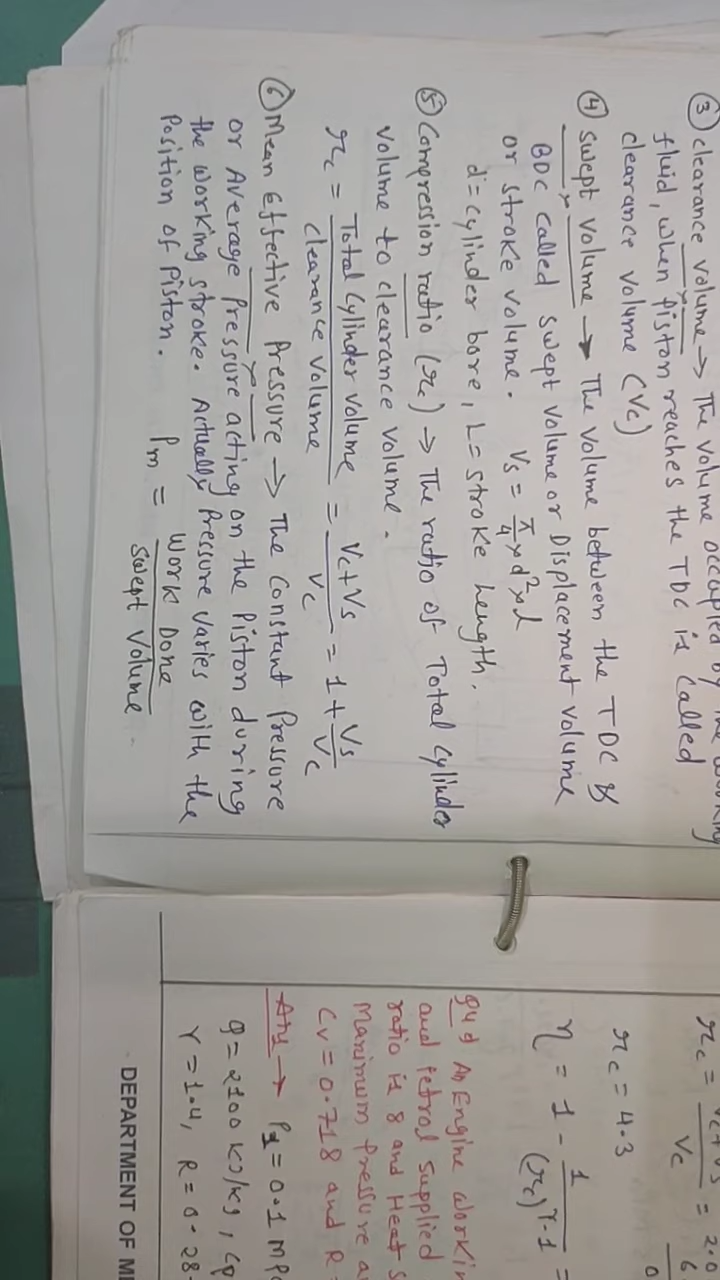 ③ clearance volume → The volume occupied by the working
fluid, when Piston reaches the TDC is called
clearance volume (Vc)
④ Swept volume → The volume between the TDC &
BDC called swept volume or Displacement volume
or stroke volume. Vs = π/4 × d² × L
d = cylinder bore, L = stroke Length.
⑤ Compression ratio (rc) → The ratio of Total cylinder
volume to clearance volume.
rc = Total cylinder volume / clearance volume = Vc + Vs / Vc = 1 + Vs / Vc
⑥ Mean Effective Pressure → The Constant Pressure
or Average Pressure acting on the Piston during
the working stroke. Actually Pressure varies with the
Position of Piston. Pm = Work Done / Swept Volume.
rc = Vc + Vs / Vc = 2.0
rc = 4.3
η = 1 - 1 / (rc)^γ-1 =
An Engine workin
and Petrol supplied
ratio is 8 and Heat s
Maximum Pressure a
Cv = 0.718 and R =
Ans → P1 = 0.1 MPa
q = 2100 kJ/kg, Cp
γ = 1.4, R = 0.28
DEPARTMENT OF M